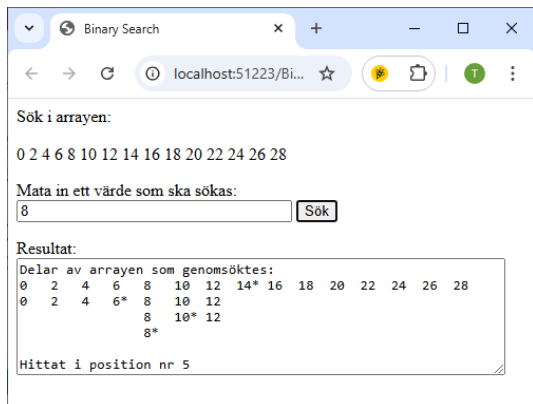 Binary Search
localhost:51223/Bi...
T
Sök i arrayen:
0 2 4 6 8 10 12 14 16 18 20 22 24 26 28
Mata in ett värde som ska sökas:
8 Sök
Resultat:
Delar av arrayen som genomsöktes:
0 2 4 6 8 10 12 14* 16 18 20 22 24 26 28
0 2 4 6* 8 10 12
8 10* 12
8*
Hittat i position nr 5